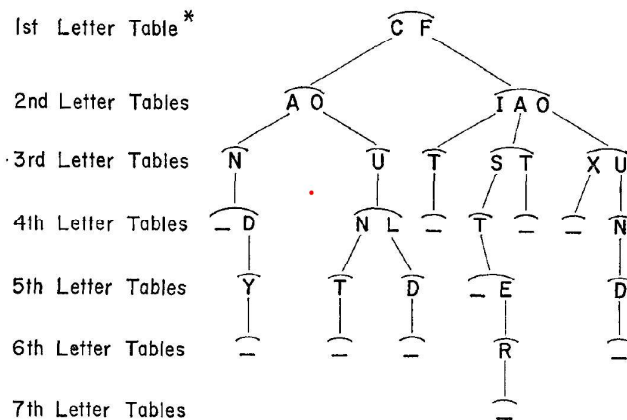 1st Letter Table* C F
2nd Letter Tables A O I A O
3rd Letter Tables N U T S T X U
4th Letter Tables _ D N L _ T _ _ N
5th Letter Tables Y T D _ E D
6th Letter Tables _ _ _ R _
7th Letter Tables _